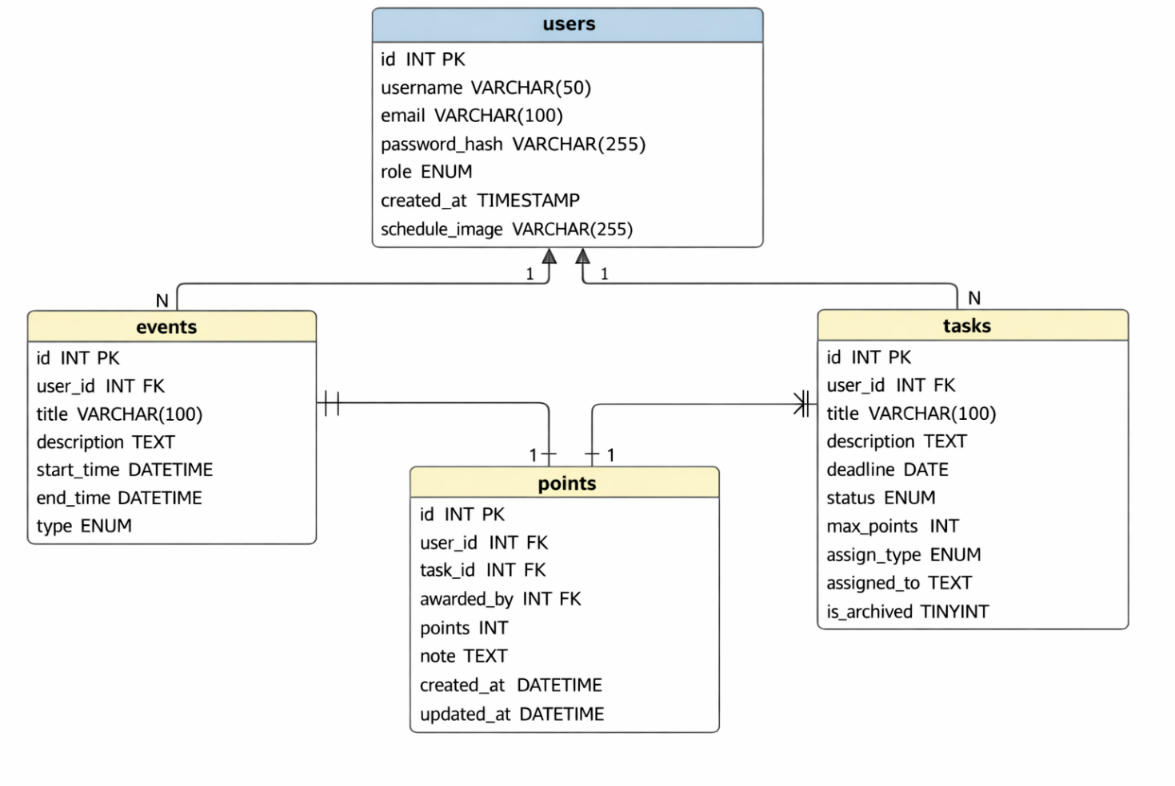 users
id INT PK
username VARCHAR(50)
email VARCHAR(100)
password_hash VARCHAR(255)
role ENUM
created_at TIMESTAMP
schedule_image VARCHAR(255)
1
1
N
N
events
id INT PK
user_id INT FK
title VARCHAR(100)
description TEXT
start_time DATETIME
end_time DATETIME
type ENUM
tasks
id INT PK
user_id INT FK
title VARCHAR(100)
description TEXT
deadline DATE
status ENUM
max_points INT
assign_type ENUM
assigned_to TEXT
is_archived TINYINT
1
1
points
id INT PK
user_id INT FK
task_id INT FK
awarded_by INT FK
points INT
note TEXT
created_at DATETIME
updated_at DATETIME